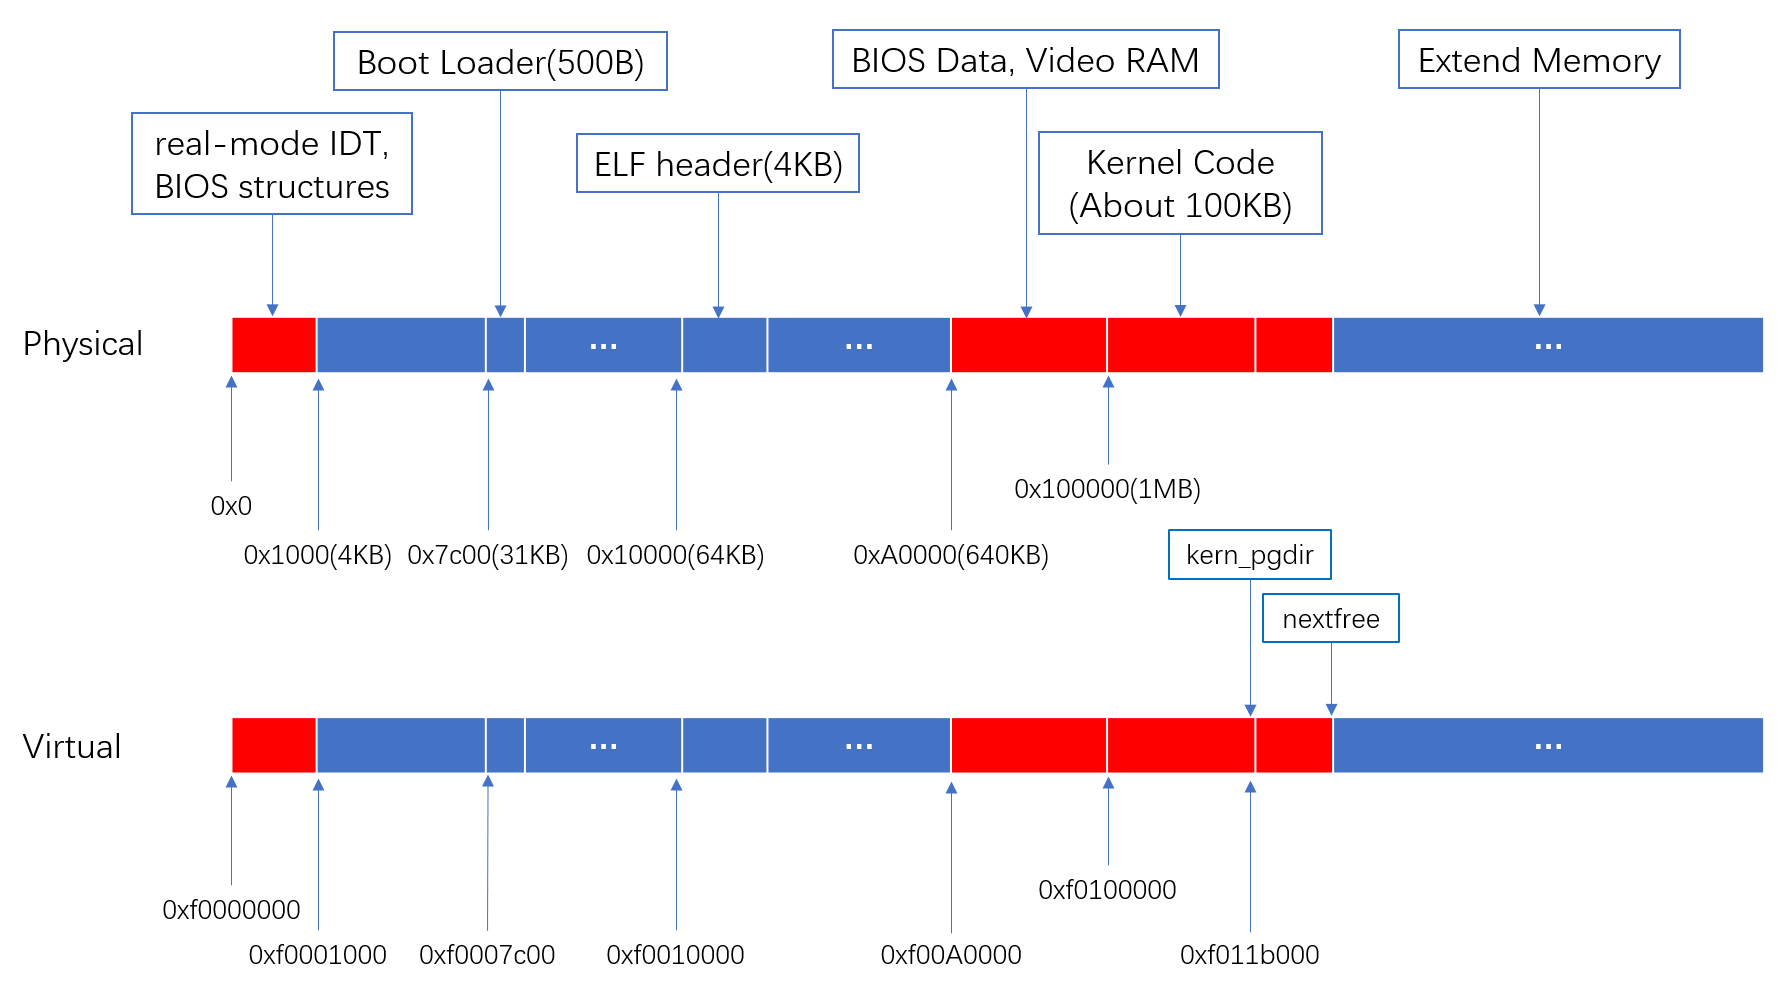 Boot Loader(500B)
BIOS Data, Video RAM
Extend Memory
real-mode IDT,
BIOS structures
ELF header(4KB)
Kernel Code
(About 100KB)
Physical
...
...
...
0x0
0x1000(4KB)
0x7c00(31KB)
0x10000(64KB)
0xA0000(640KB)
0x100000(1MB)
kern_pgdir
nextfree
Virtual
...
...
...
0xf0000000
0xf0001000
0xf0007c00
0xf0010000
0xf00A0000
0xf0100000
0xf011b000